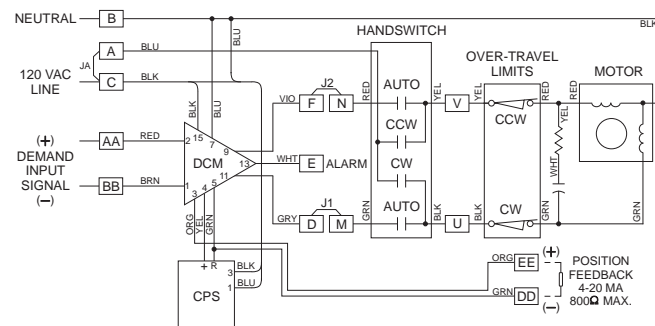 NEUTRAL B BLK
HANDSWITCH
A BLU BLU
JA
120 VAC
LINE
C BLK
OVER-TRAVEL
LIMITS
MOTOR
J2
AUTO
BLK BLU
VIO F N RED YEL V YEL RED RED
CCW CCW
(+)
DEMAND
INPUT
SIGNAL
(−)
AA RED 2 15 7 9
DCM 13 WHT E ALARM
CW
YEL
WHT
BB BRN 1 3 4 5 11
J1
AUTO
CW
GRY D M GRN BLK U BLK GRN GRN
ORG YEL GRN
ORG EE (+)
POSITION
FEEDBACK
4-20 MA
800Ω MAX.
GRN DD (−)
+ R 3 BLK
1 BLU
CPS